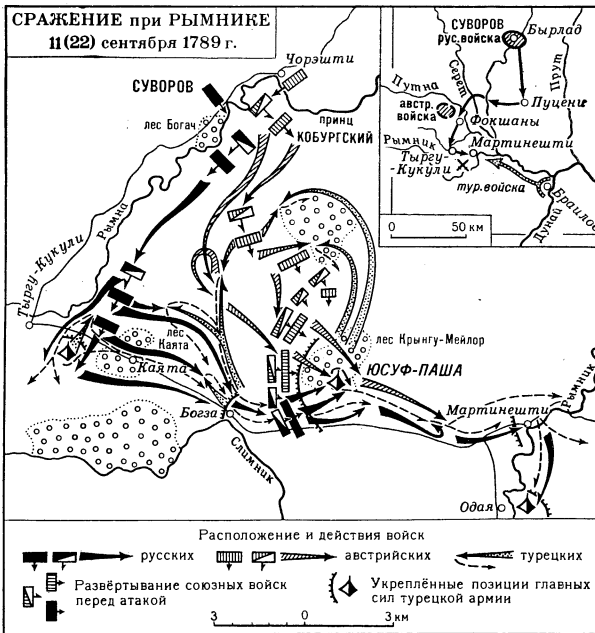 СРАЖЕНИЕ при РЫМНИКЕ
11(22) сентября 1789 г.
СУВОРОВ
рус. войска
Бырлад
Прут
Серет
Путна
австр.
войска
Пуцени
Фокшаны
Рымник
Мартинешти
Тыргу-
Кукули
тур. войска
Браилов
Дунай
0 50 км
Чорэшти
СУВОРОВ
лес Богач
принц
КОБУРГСКИЙ
Рымна
Тыргу-Кукули
лес
Каята
Каята
лес Крынгу-Мейлор
ЮСУФ-ПАША
Богза
Слимник
Мартинешти
Рымник
Одая
Расположение и действия войск
русских
австрийских
турецких
Развёртывание союзных войск
перед атакой
Укреплённые позиции главных
сил турецкой армии
3 0 3 км